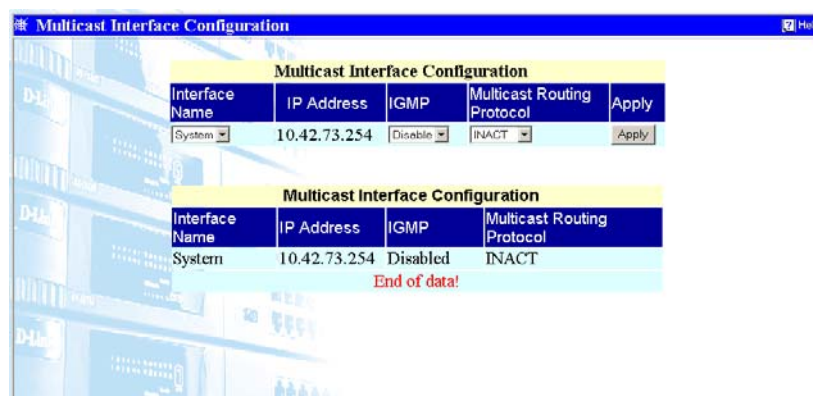 Multicast Interface Configuration
Multicast Interface Configuration
Interface Name IP Address IGMP Multicast Routing Protocol Apply
System 10.42.73.254 Disable INACT Apply
Multicast Interface Configuration
Interface Name IP Address IGMP Multicast Routing Protocol
System 10.42.73.254 Disabled INACT
End of data!